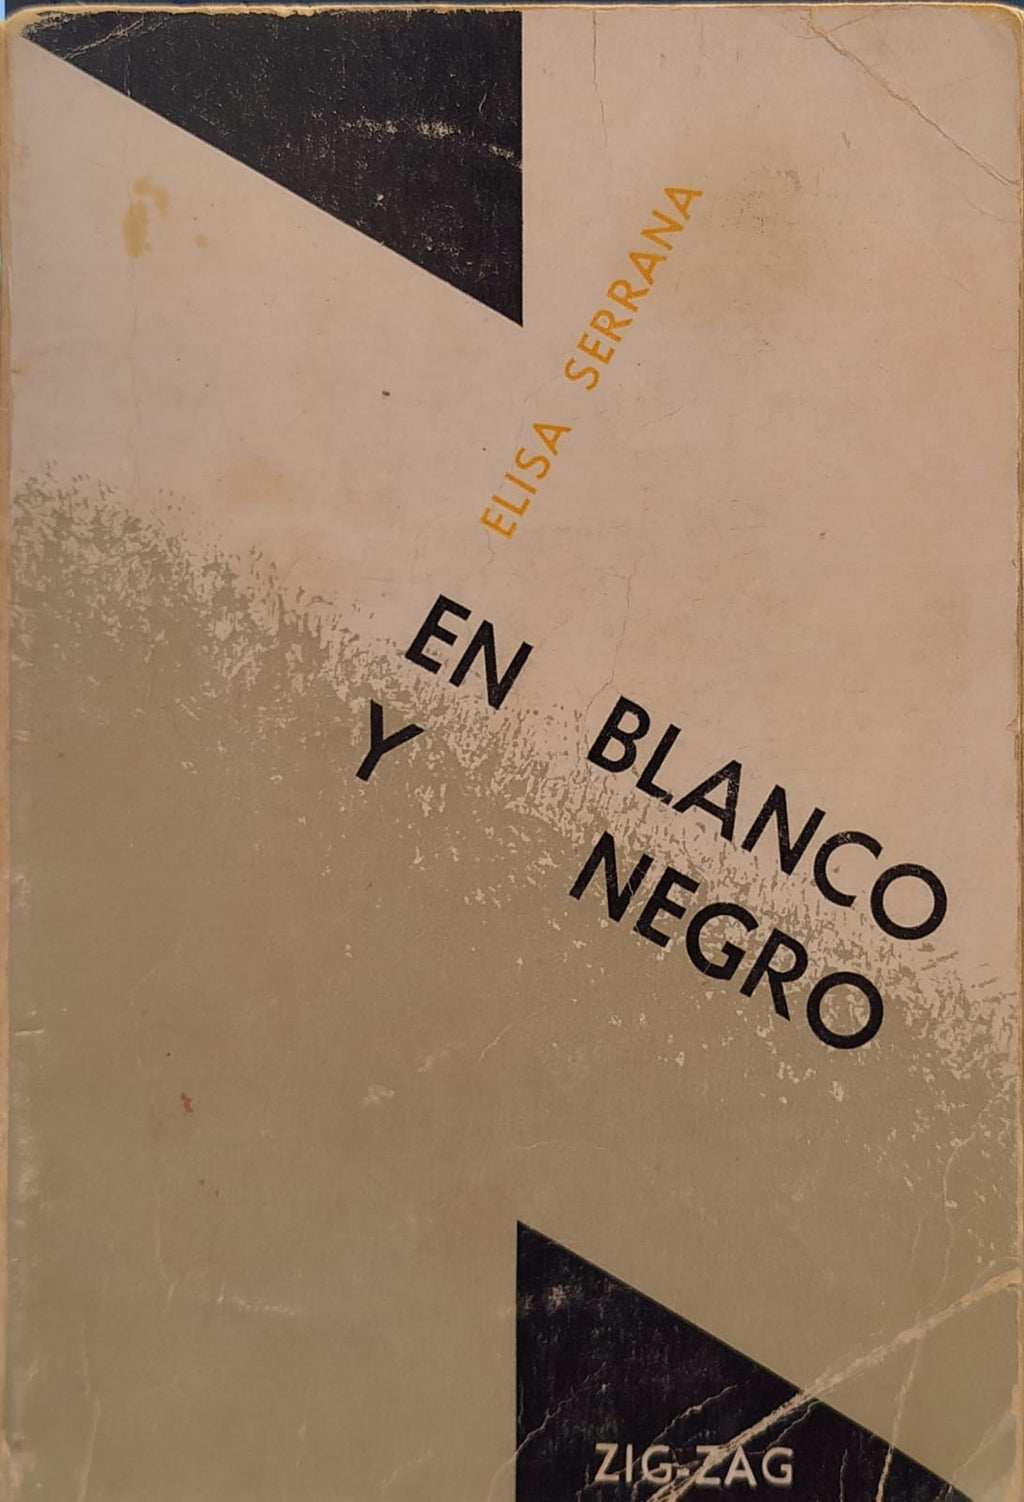 ELISA SERRANA
EN BLANCO
Y NEGRO
ZIG-ZAG